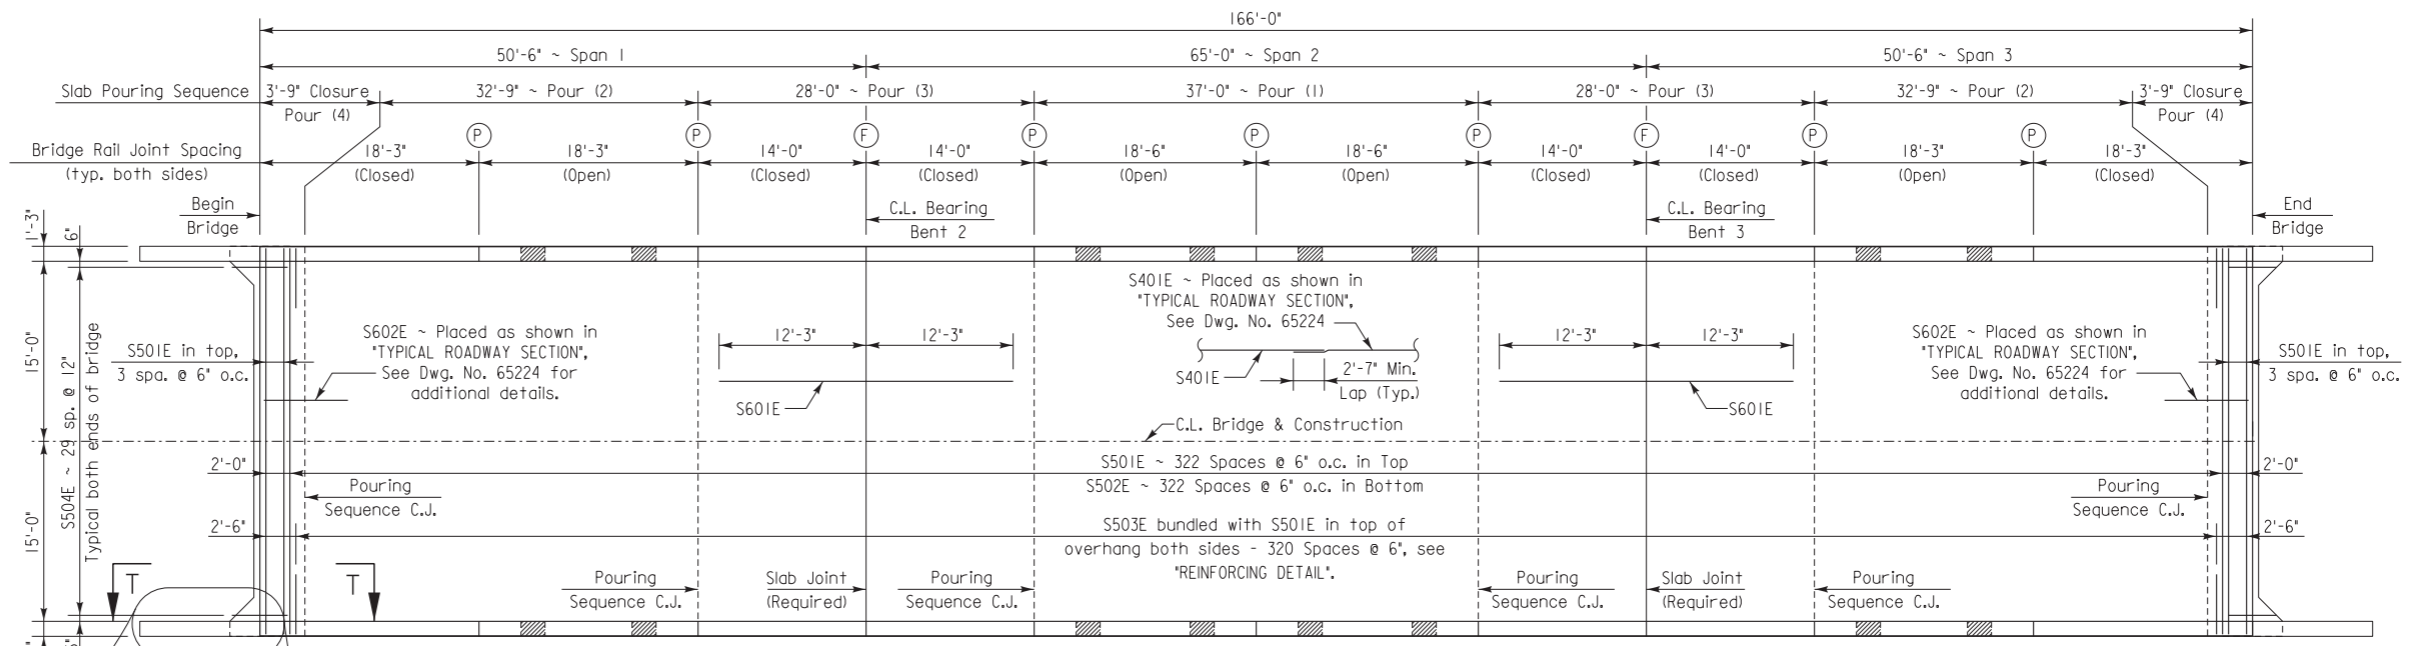 166'-0"
50'-6" ~ Span 1
65'-0" ~ Span 2
50'-6" ~ Span 3
Slab Pouring Sequence
3'-9" Closure
Pour (4)
32'-9" ~ Pour (2)
28'-0" ~ Pour (3)
37'-0" ~ Pour (1)
28'-0" ~ Pour (3)
32'-9" ~ Pour (2)
3'-9" Closure
Pour (4)
P
P
F
P
P
P
F
P
P
Bridge Rail Joint Spacing
(typ. both sides)
18'-3"
(Closed)
18'-3"
(Open)
14'-0"
(Closed)
14'-0"
(Closed)
18'-6"
(Open)
18'-6"
(Open)
14'-0"
(Closed)
14'-0"
(Closed)
18'-3"
(Open)
18'-3"
(Closed)
Begin
Bridge
C.L. Bearing
Bent 2
C.L. Bearing
Bent 3
End
Bridge
1'-3"
6"
15'-0"
15'-0"
S504E ~ 29 sp. @ 12"
Typical both ends of bridge
S501E in top,
3 spa. @ 6" o.c.
S602E ~ Placed as shown in
"TYPICAL ROADWAY SECTION",
See Dwg. No. 65224 for
additional details.
12'-3"
12'-3"
S601E
S401E ~ Placed as shown in
"TYPICAL ROADWAY SECTION",
See Dwg. No. 65224
S401E
2'-7" Min.
Lap (Typ.)
12'-3"
12'-3"
S601E
S602E ~ Placed as shown in
"TYPICAL ROADWAY SECTION",
See Dwg. No. 65224 for
additional details.
S501E in top,
3 spa. @ 6" o.c.
C.L. Bridge & Construction
2'-0"
S501E ~ 322 Spaces @ 6" o.c. in Top
S502E ~ 322 Spaces @ 6" o.c. in Bottom
2'-0"
Pouring
Sequence C.J.
Pouring
Sequence C.J.
2'-6"
S503E bundled with S501E in top of
overhang both sides - 320 Spaces @ 6", see
"REINFORCING DETAIL".
2'-6"
T
T
Pouring
Sequence C.J.
Slab Joint
(Required)
Pouring
Sequence C.J.
Pouring
Sequence C.J.
Slab Joint
(Required)
Pouring
Sequence C.J.